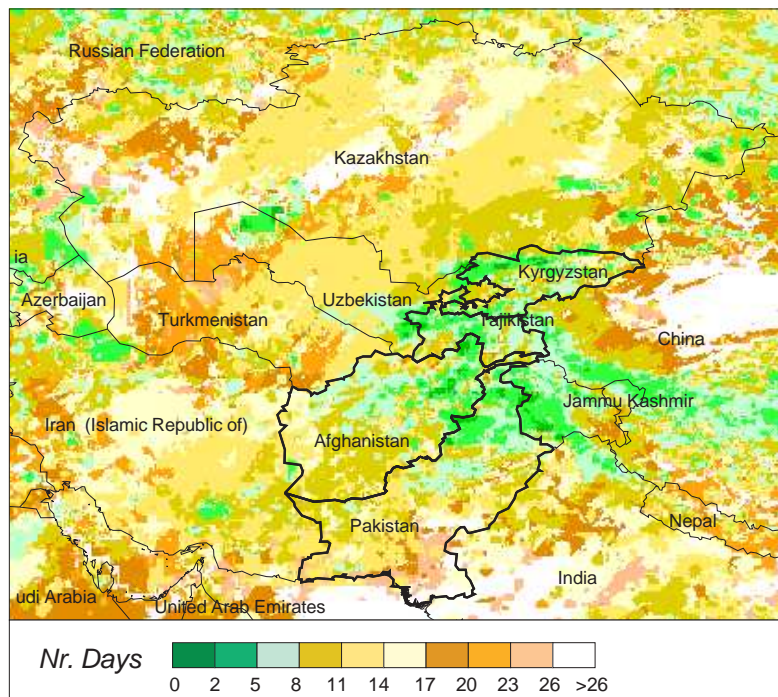 Russian Federation
Kazakhstan
ia
Kyrgyzstan
Azerbaijan
Uzbekistan
Turkmenistan
Tajikistan
China
Jammu Kashmir
Iran (Islamic Republic of)
Afghanistan
Pakistan
Nepal
India
udi Arabia
United Arab Emirates
Nr. Days
0 2 5 8 11 14 17 20 23 26 >26